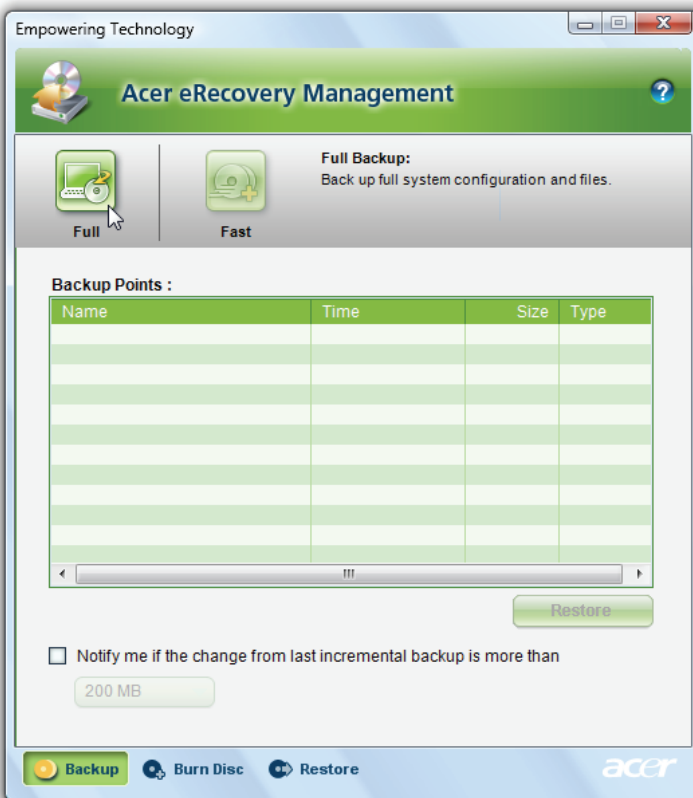 Empowering Technology
Acer eRecovery Management
?
Full
Fast
Full Backup:
Back up full system configuration and files.
Backup Points :
Name Time Size Type
Restore
Notify me if the change from last incremental backup is more than
200 MB
Backup Burn Disc Restore acer